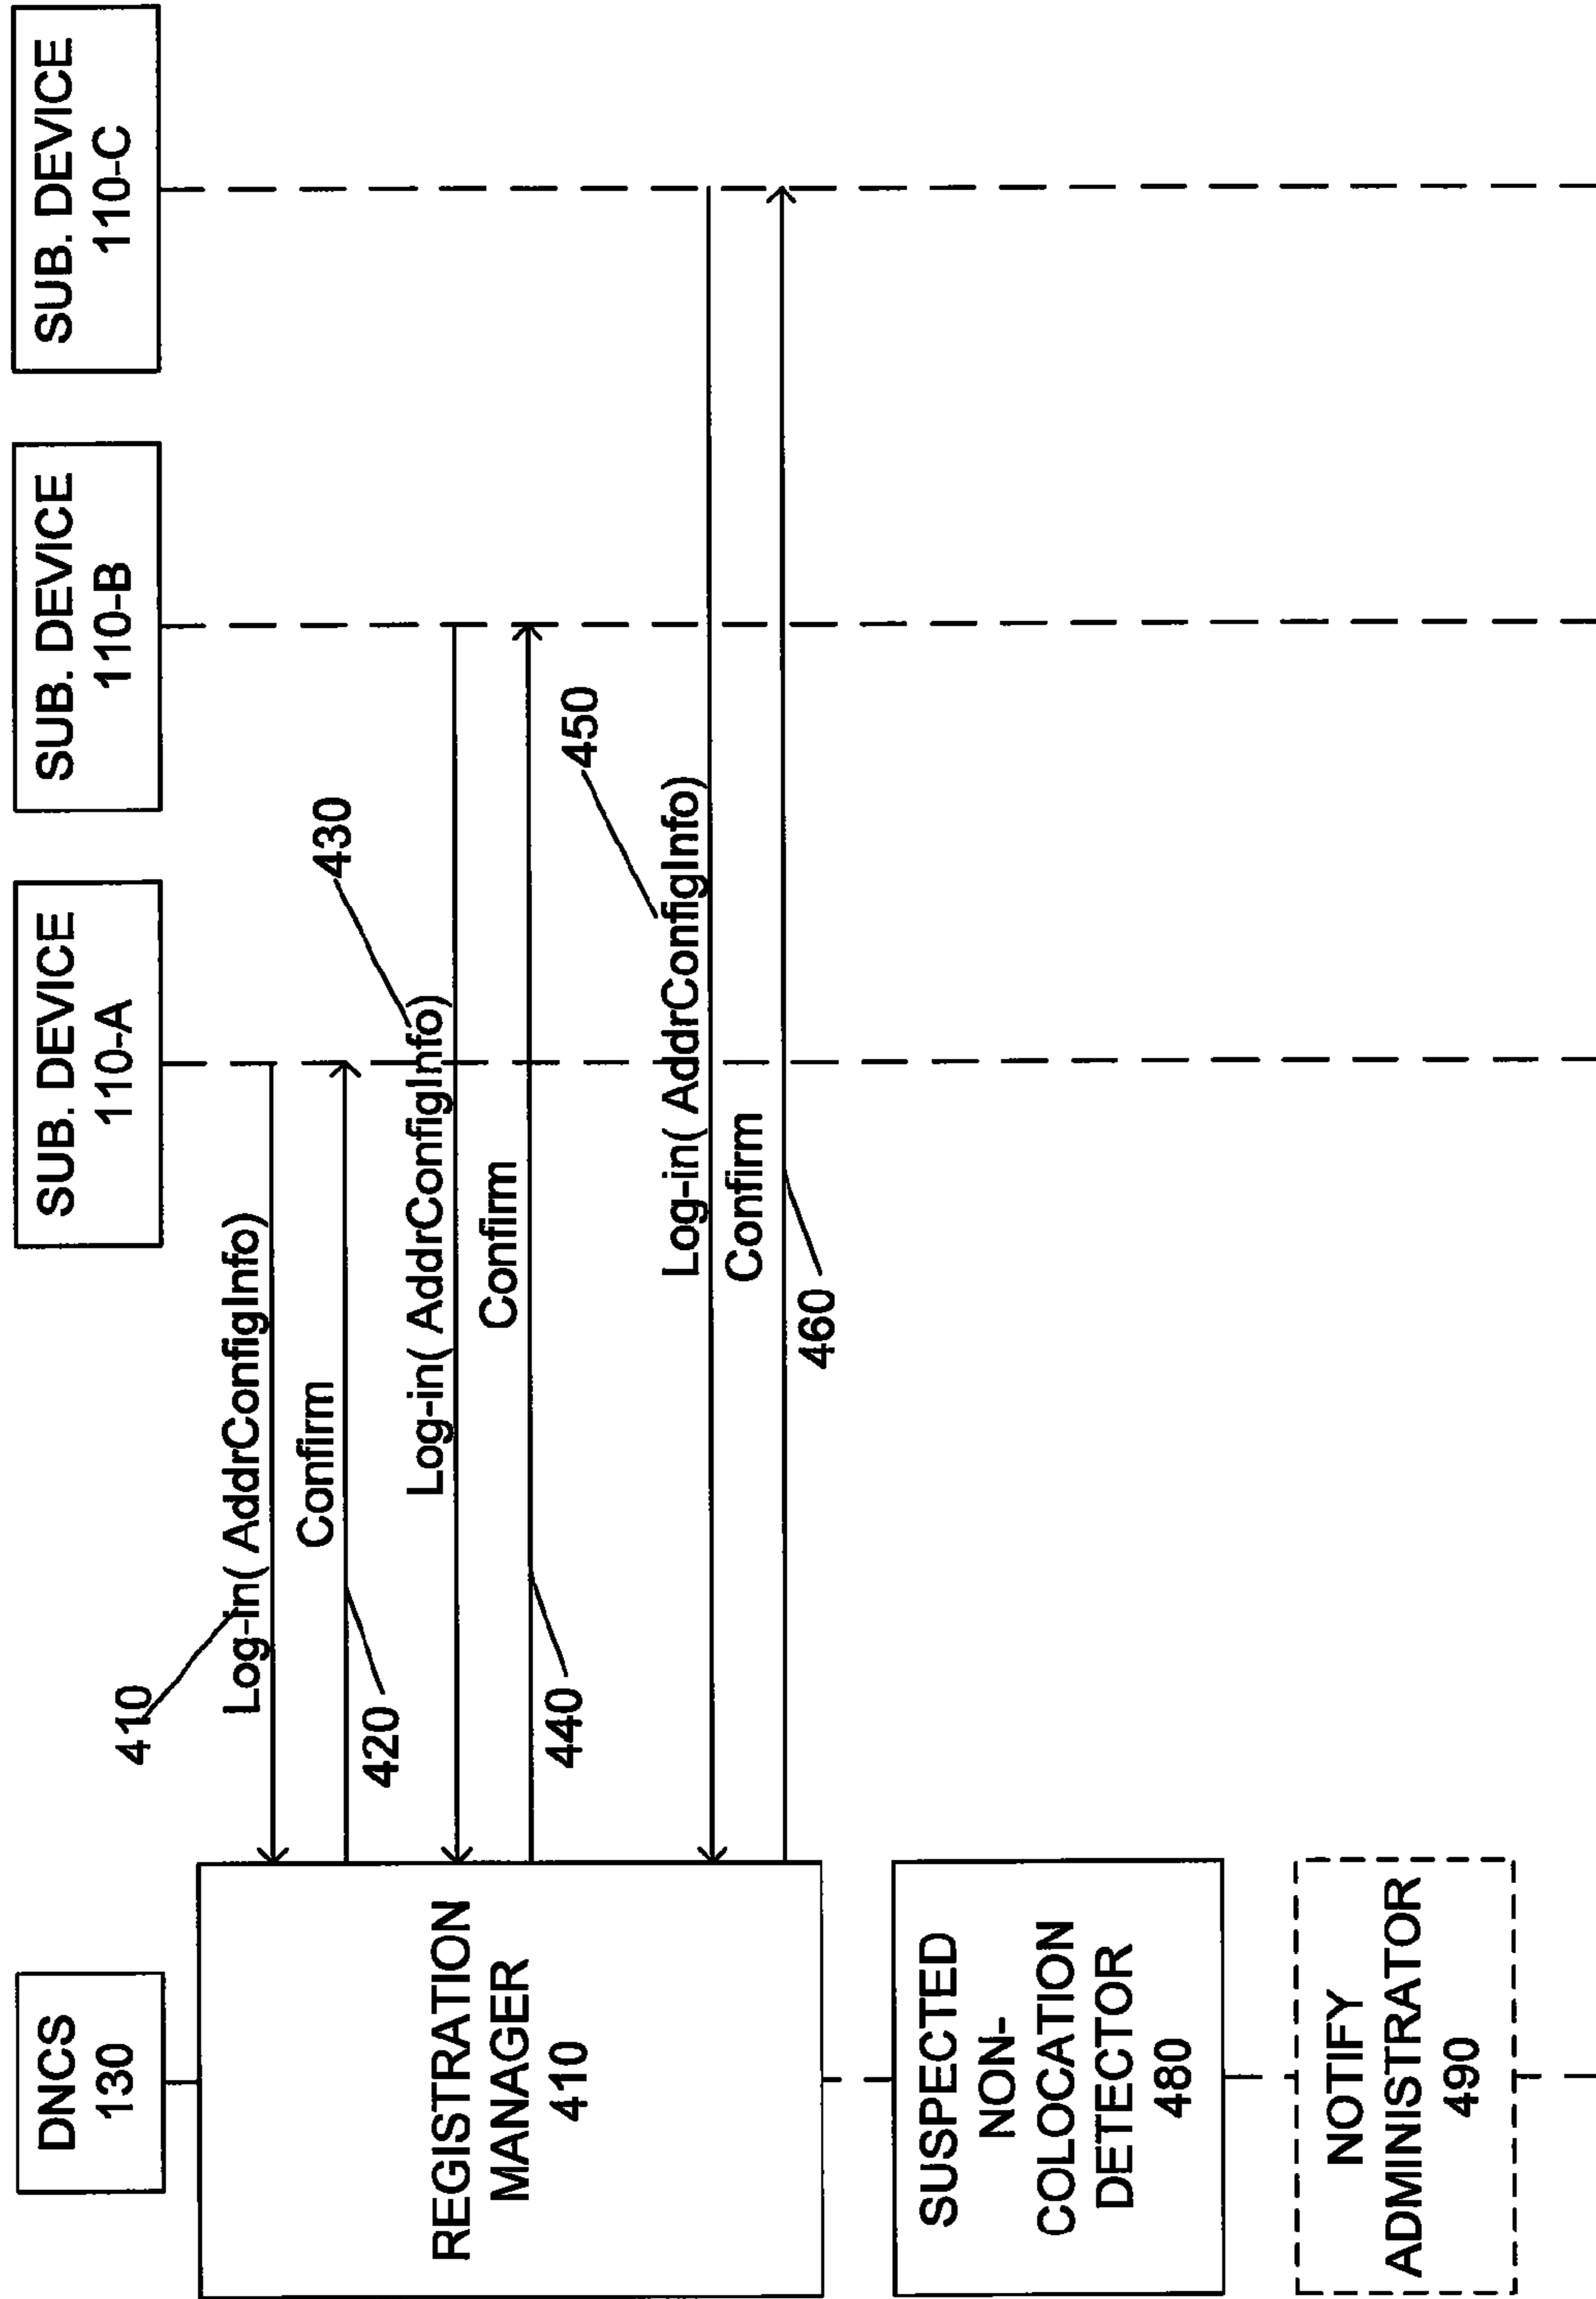 DNCS
130
SUB. DEVICE
110-A
SUB. DEVICE
110-B
SUB. DEVICE
110-C
410
Log-in( AddrConfigInfo)
Confirm
420
430
Log-in( AddrConfigInfo)
Confirm
440
450
Log-in( AddrConfigInfo)
Confirm
460
REGISTRATION
MANAGER
410
SUSPECTED
NON-
COLOCATION
DETECTOR
480
NOTIFY
ADMINISTRATOR
490